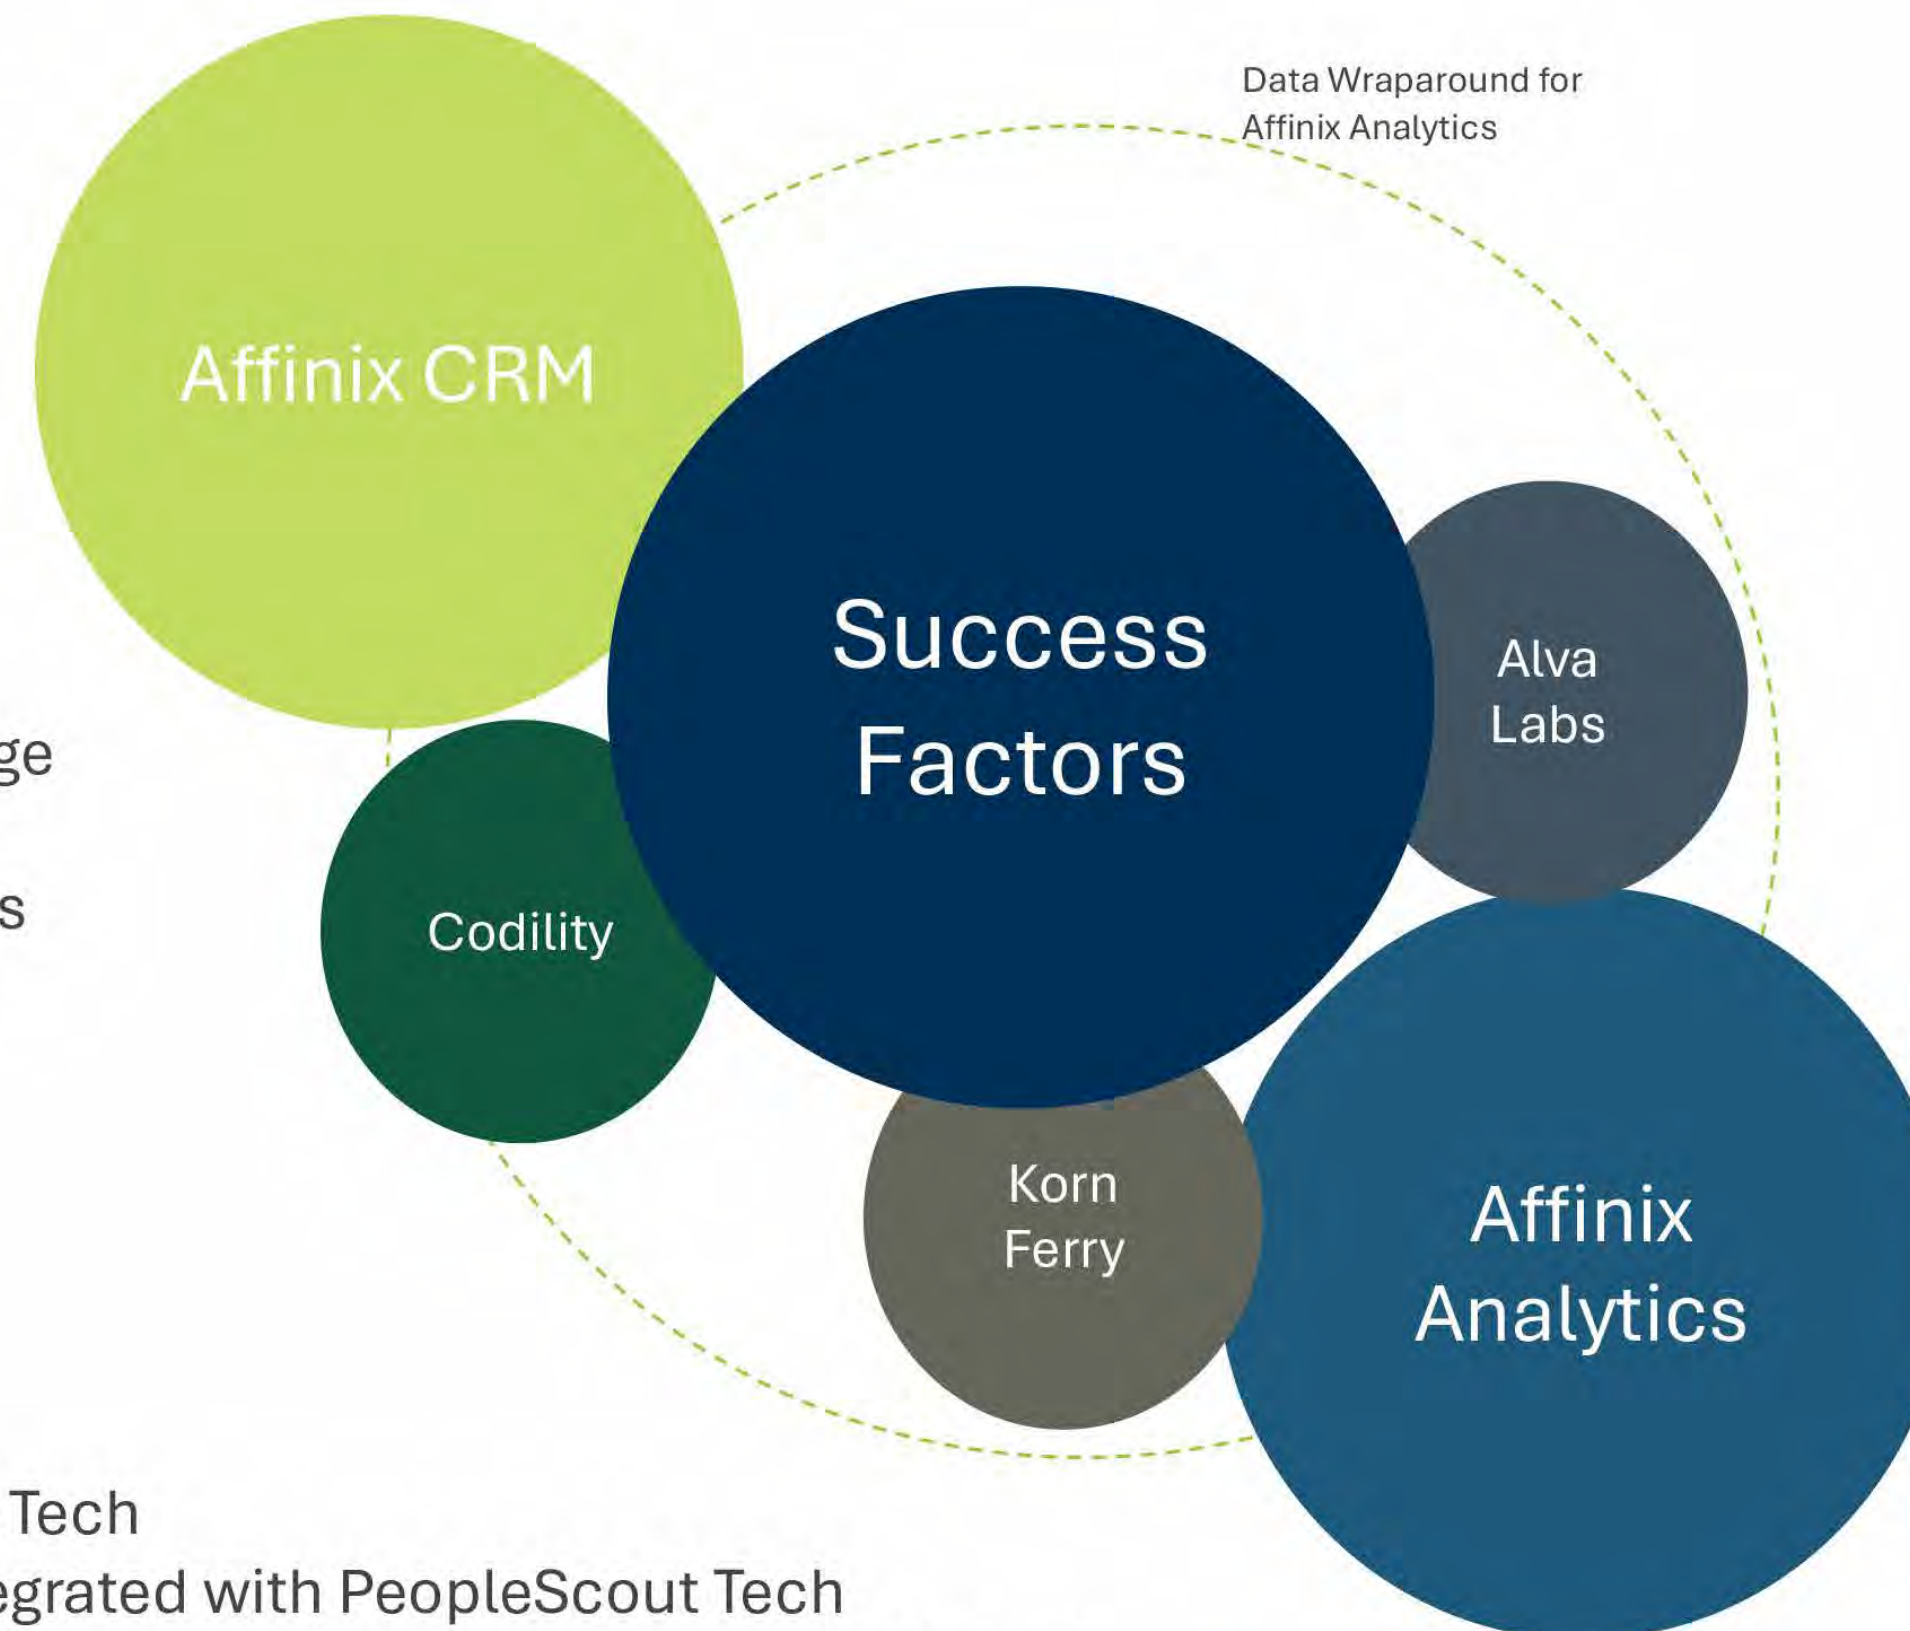 Data Wraparound for
Affinix Analytics
Affinix CRM
Success
Factors
Alva
Labs
ge
s
Codility
Korn
Ferry
Affinix
Analytics
Tech
egrated with PeopleScout Tech